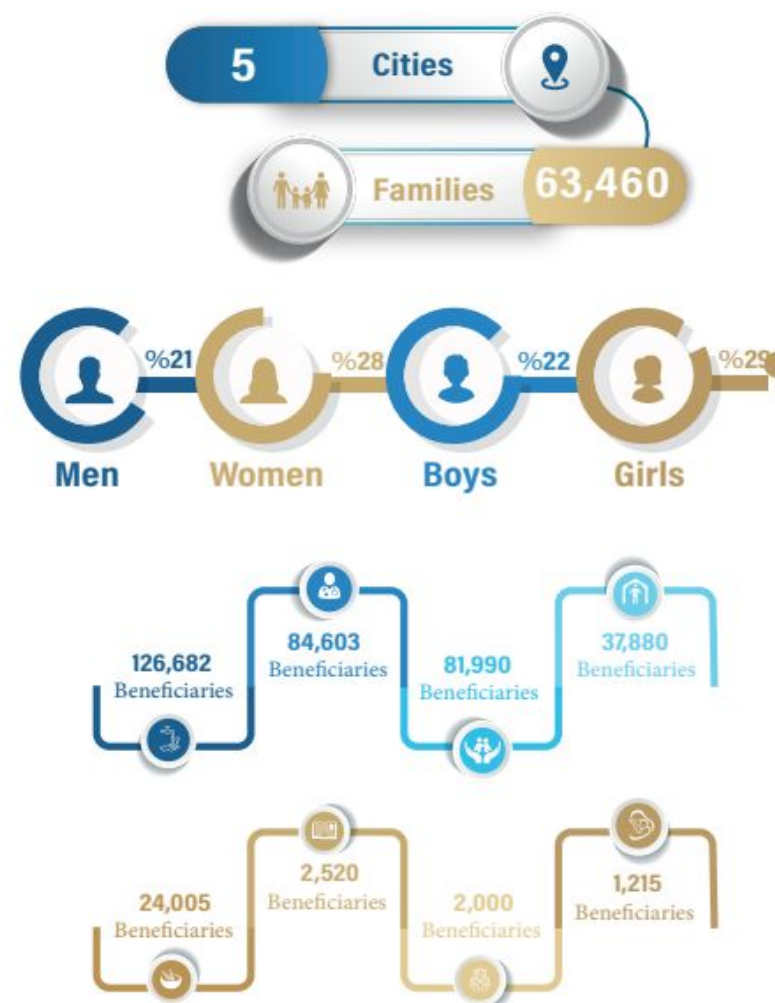 5 Cities
Families 63,460
%21 %28 %22 %29
Men Women Boys Girls
126,682
Beneficiaries
84,603
Beneficiaries
81,990
Beneficiaries
37,880
Beneficiaries
24,005
Beneficiaries
2,520
Beneficiaries
2,000
Beneficiaries
1,215
Beneficiaries